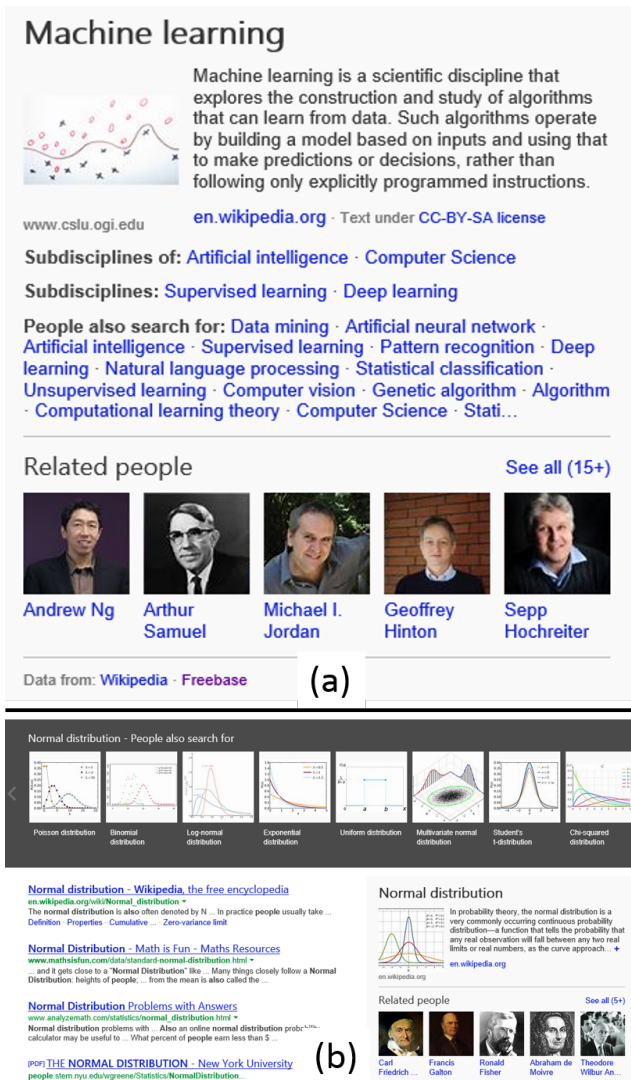 Machine learning
Machine learning is a scientific discipline that
explores the construction and study of algorithms
that can learn from data. Such algorithms operate
by building a model based on inputs and using that
to make predictions or decisions, rather than
following only explicitly programmed instructions.
www.cslu.ogi.edu
en.wikipedia.org · Text under CC-BY-SA license
Subdisciplines of: Artificial intelligence · Computer Science
Subdisciplines: Supervised learning · Deep learning
People also search for: Data mining · Artificial neural network ·
Artificial intelligence · Supervised learning · Pattern recognition · Deep
learning · Natural language processing · Statistical classification ·
Unsupervised learning · Computer vision · Genetic algorithm · Algorithm
· Computational learning theory · Computer Science · Stati...
Related people
See all (15+)
Andrew Ng
Arthur
Samuel
Michael I.
Jordan
Geoffrey
Hinton
Sepp
Hochreiter
Data from: Wikipedia · Freebase
(a)
Normal distribution - People also search for
Poisson distribution
Binomial
distribution
Log-normal
distribution
Exponential
distribution
Uniform distribution
Multivariate normal
distribution
Student's
t-distribution
Chi-squared
distribution
Normal distribution - Wikipedia, the free encyclopedia
en.wikipedia.org/wiki/Normal_distribution
The normal distribution is also often denoted by N ... In practice people usually take ...
Definition · Properties · Cumulative ... · Zero-variance limit
Normal Distribution - Math is Fun - Maths Resources
www.mathsisfun.com/data/standard-normal-distribution.html
... and it gets close to a "Normal Distribution" like ... Many things closely follow a Normal
Distribution: heights of people; ... from the mean is also called the ...
Normal Distribution Problems with Answers
www.analyzemath.com/statistics/normal_distribution.html
Normal distribution problems with ... Also an online normal distribution
calculator may be useful to ... What percent of people earn less than $ ...
[PDF] THE NORMAL DISTRIBUTION - New York University
people.stern.nyu.edu/wgreene/Statistics/NormalDistribution...
Normal distribution
In probability theory, the normal distribution is a
very commonly occurring continuous probability
distribution—a function that tells the probability that
any real observation will fall between any two real
limits or real numbers, as the curve approach... +
en.wikipedia.org
en.wikipedia.org
Related people
See all (5+)
Carl
Friedrich ...
Francis
Galton
Ronald
Fisher
Abraham de
Moivre
Theodore
Wilbur An...
(b)